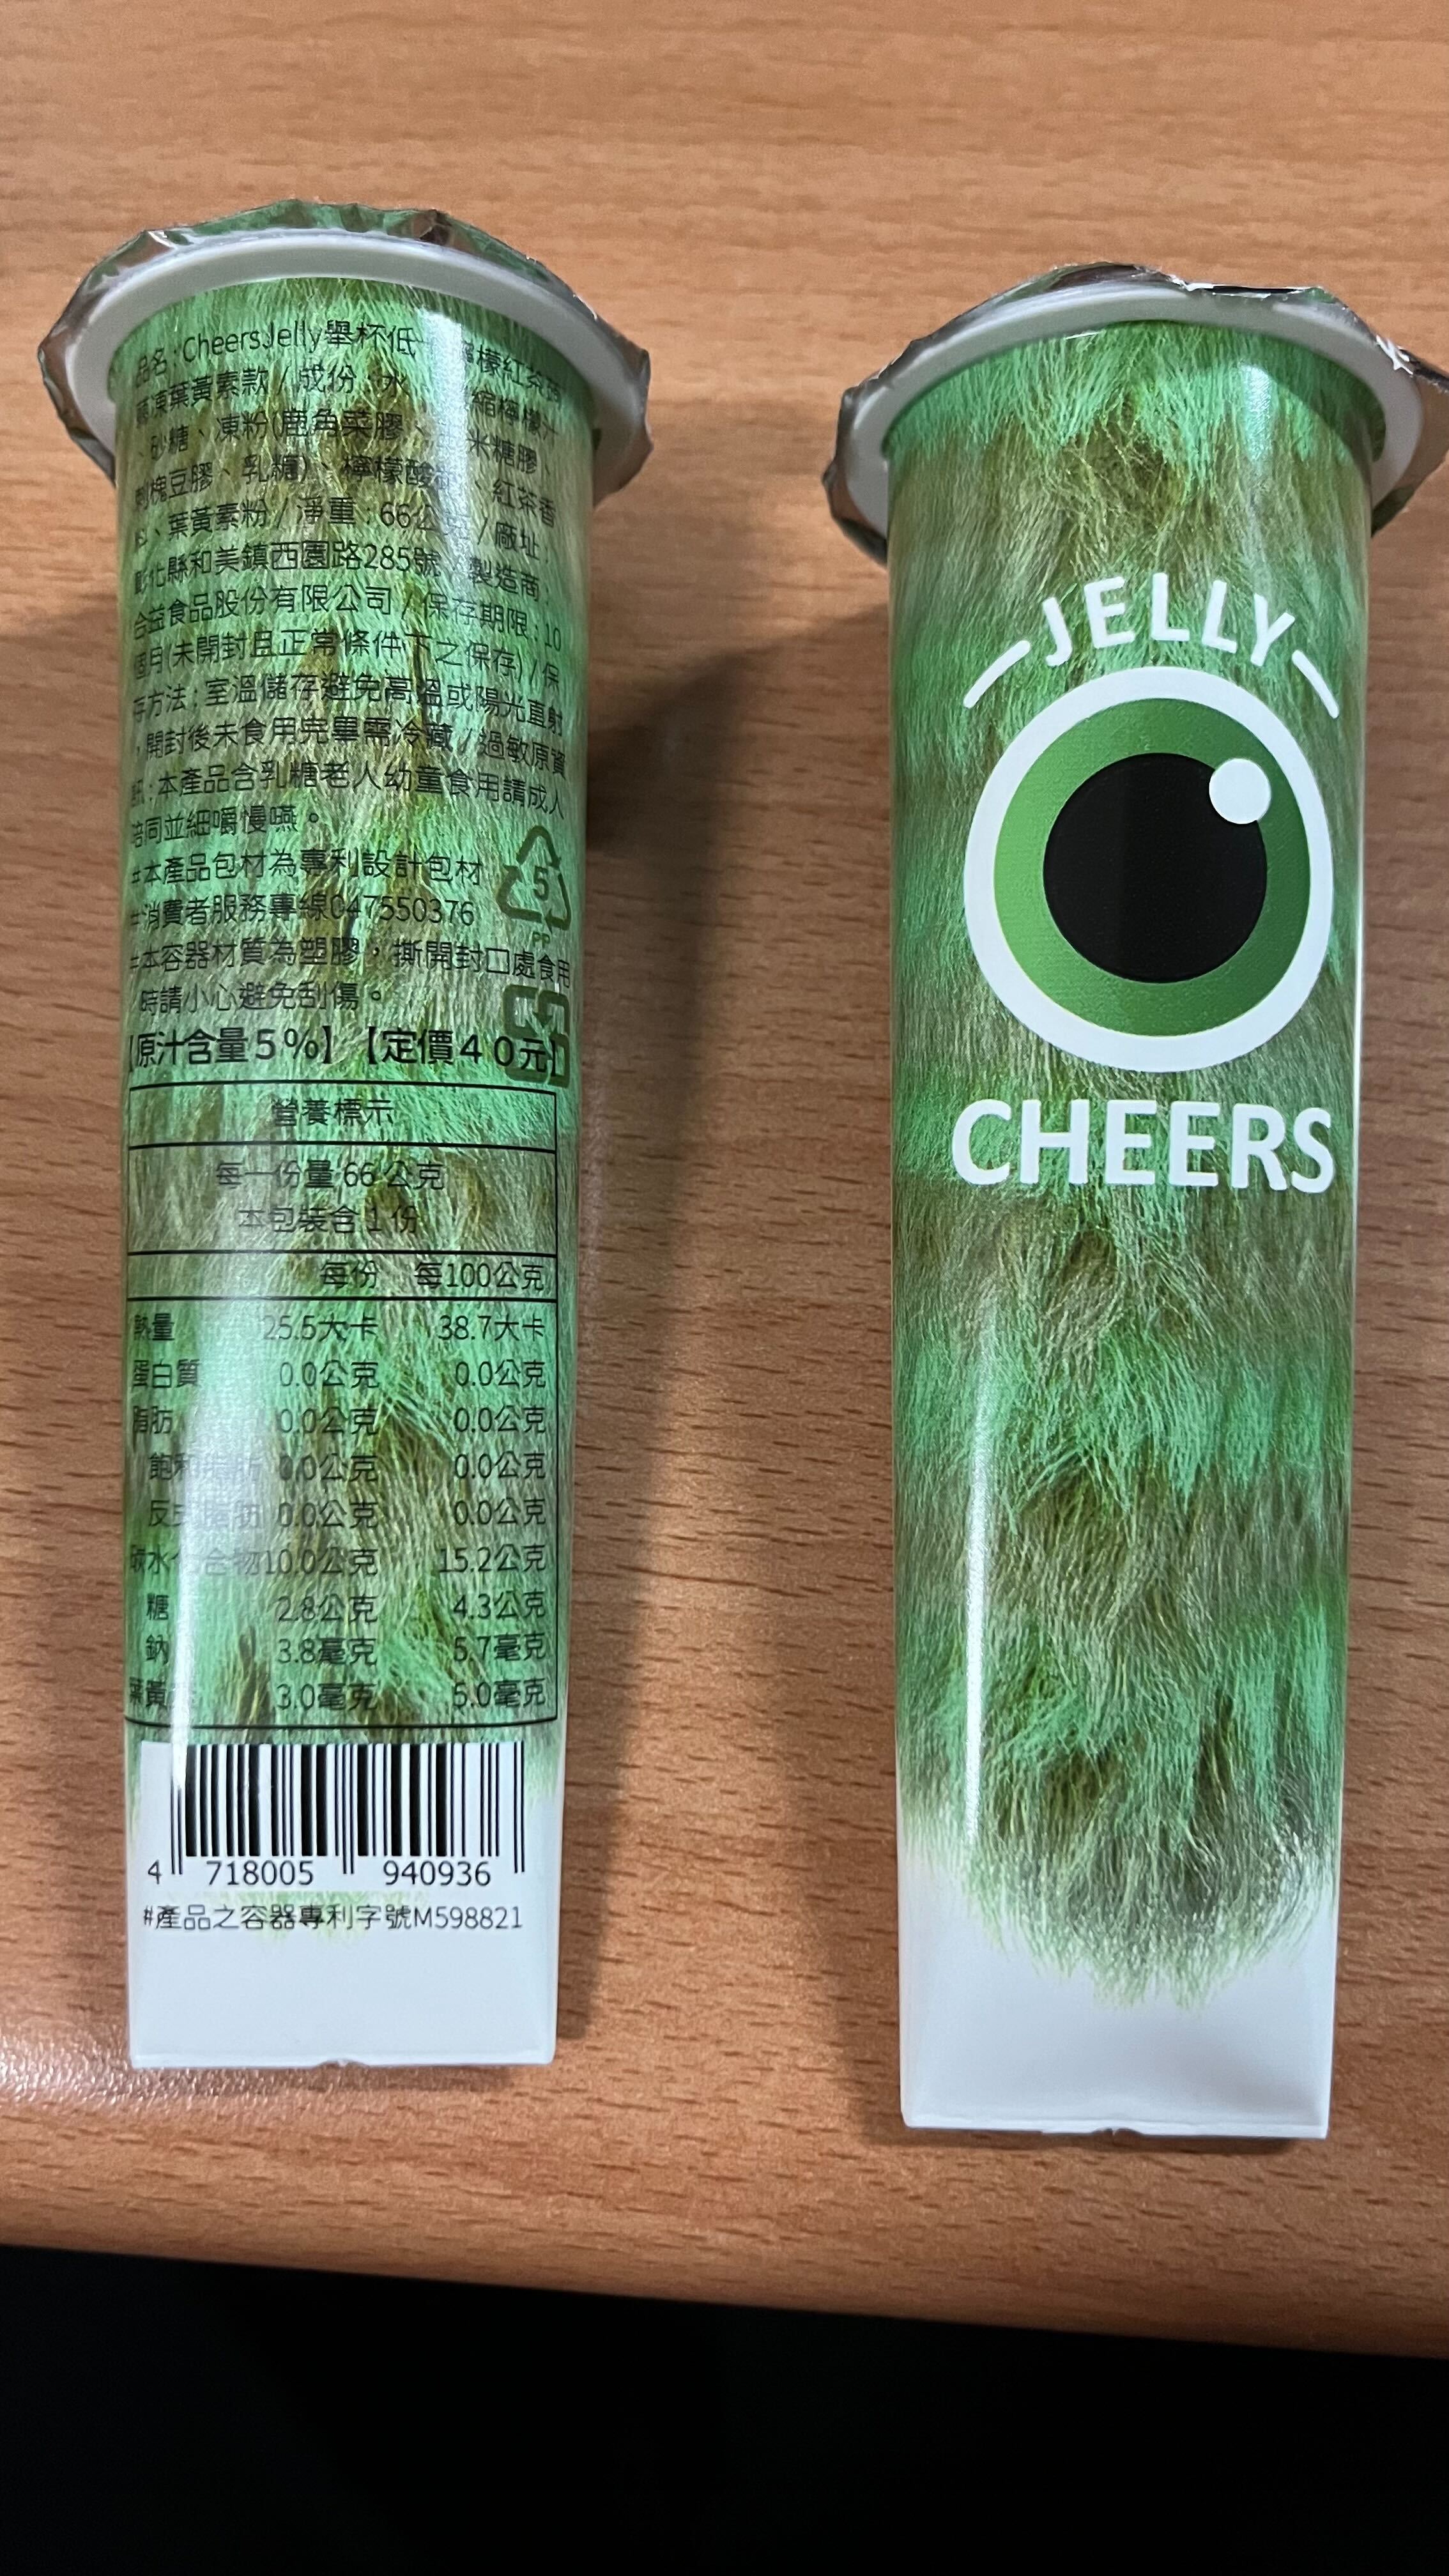 品名:CheersJelly舉杯低 檸檬紅茶蒟
蒻凍葉黃素款/成份:水 縮檸檬汁
、砂糖、凍粉(鹿角菜膠、 米糖膠、
刺槐豆膠、乳糖)、檸檬酸 、紅茶香
、葉黃素粉/淨重:66公克/廠址:
彰化縣和美鎮西園路285號/製造商:
合益食品股份有限公司/保存期限:10
個月(未開封且正常條件下之保存)/保
存方法:室溫儲存避免高溫或陽光直射
,開封後未食用完畢需冷藏/過敏原資
訊:本產品含乳糖老人幼童食用請成人
陪同並細嚼慢嚥。
#本產品包材為專利設計包材
#消費者服務專線047550376
#本容器材質為塑膠,撕開封口處食用
時請小心避免刮傷。
5
PP
【原汁含量5%】【定價40元】
營養標示
每一份量 66 公克
本包裝含 1 份
每份 每100公克
熱量 25.5大卡 38.7大卡
蛋白質 0.0公克 0.0公克
脂肪 0.0公克 0.0公克
飽和脂肪 0.0公克 0.0公克
反式脂肪 0.0公克 0.0公克
碳水化合物10.0公克 15.2公克
糖 2.8公克 4.3公克
鈉 3.8毫克 5.7毫克
葉黃素 3.0毫克 5.0毫克
4 718005 940936
#產品之容器專利字號M598821
JELLY
CHEERS